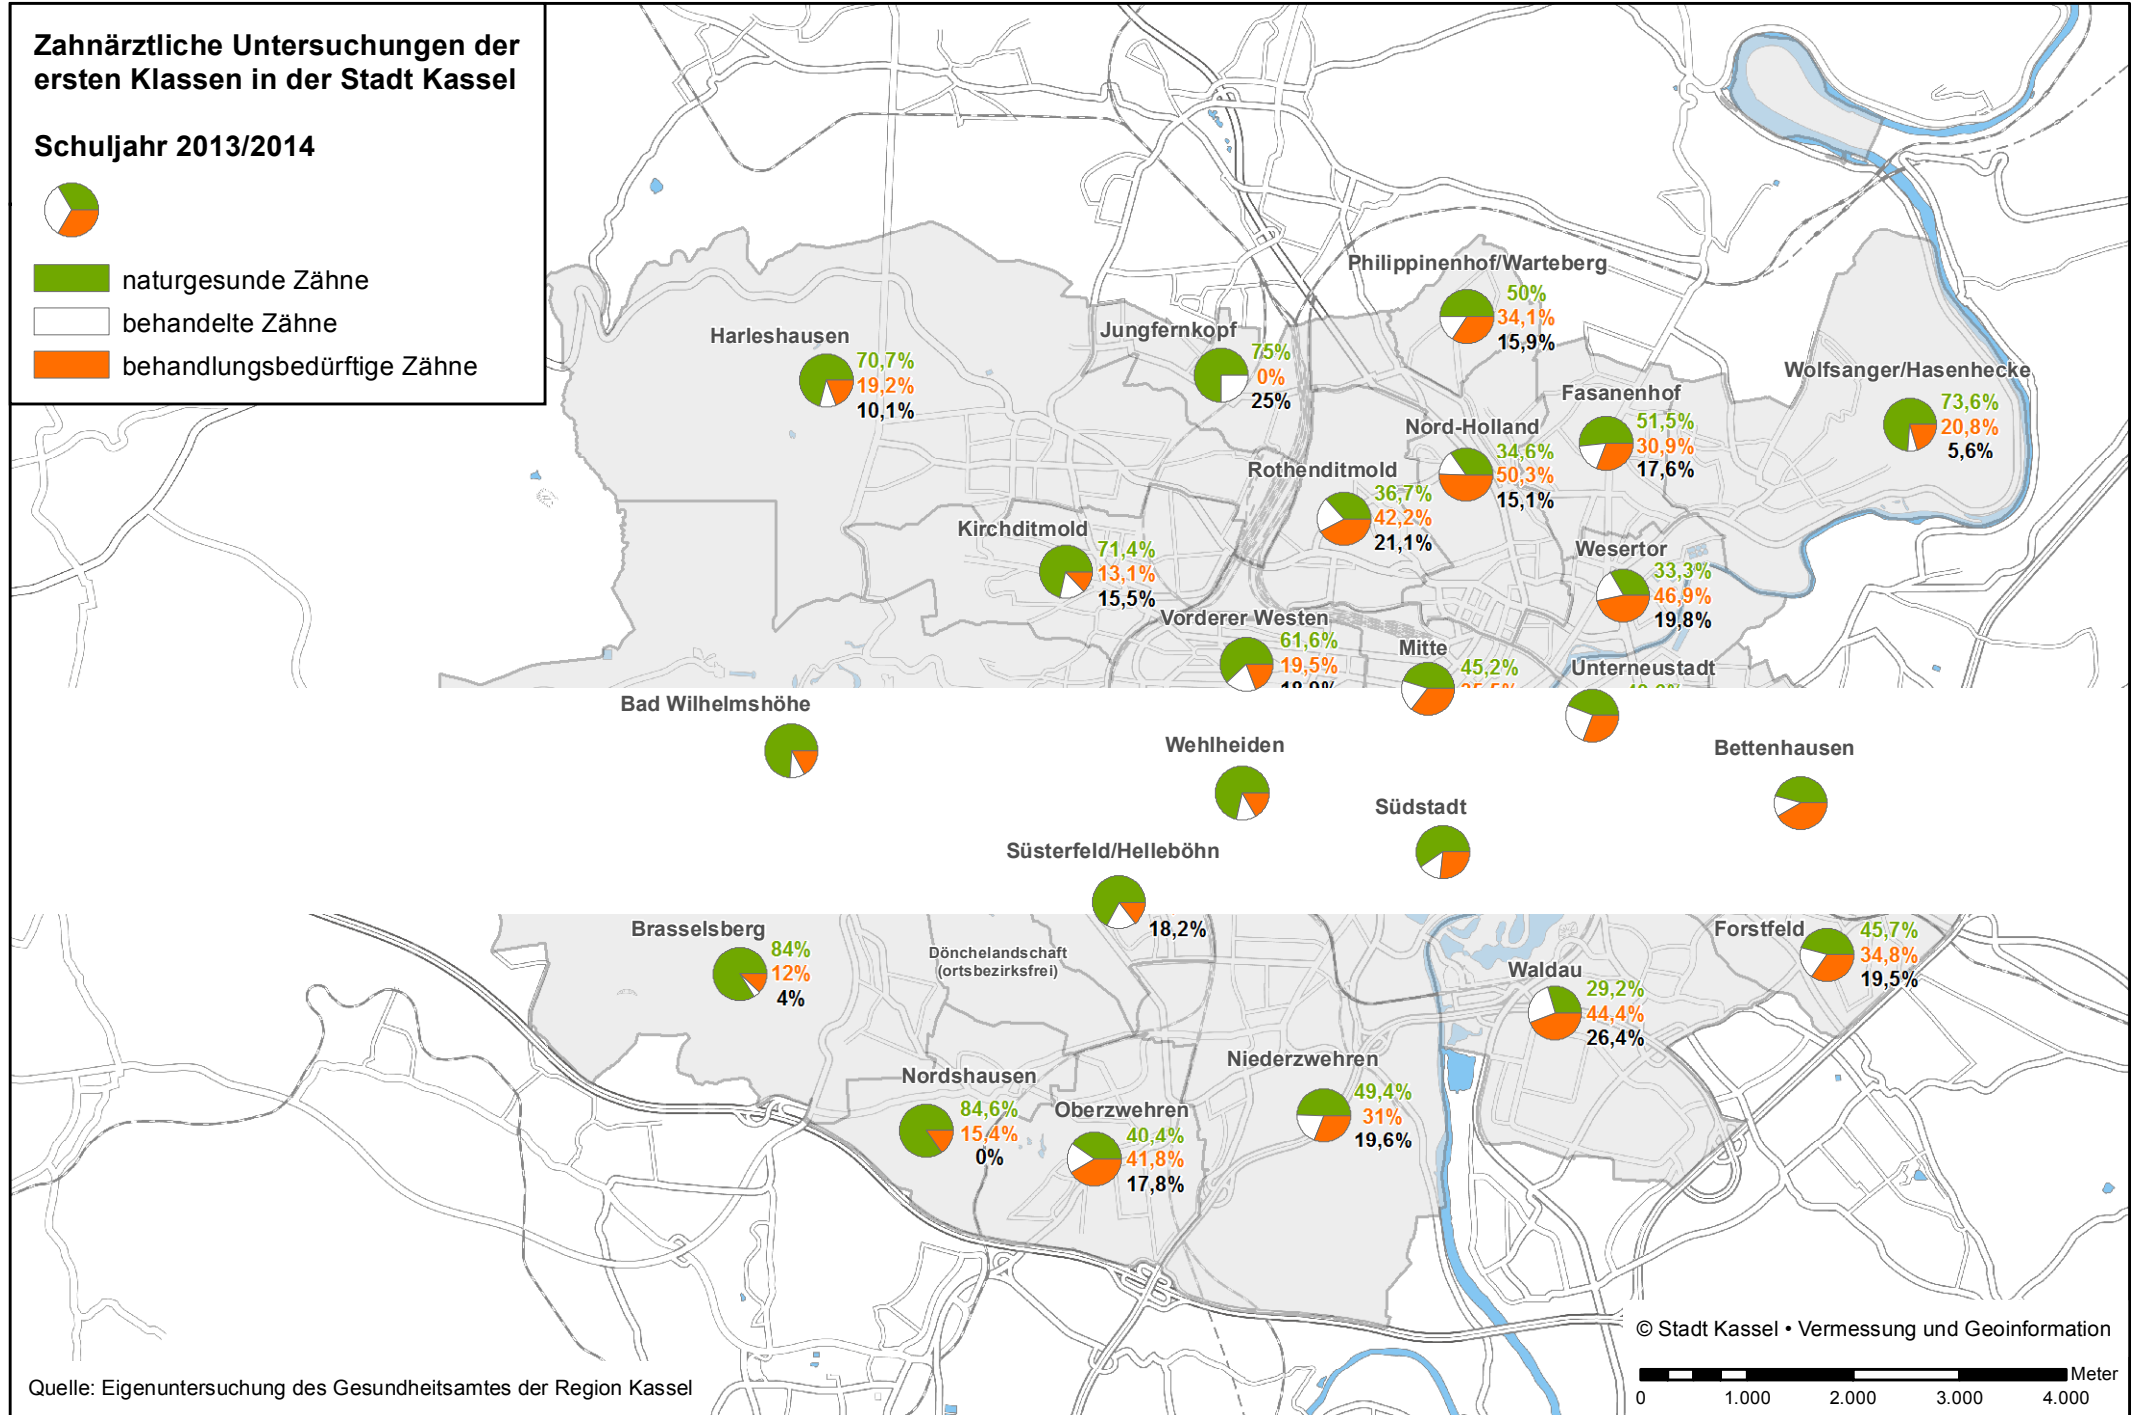 Zahnärztliche Untersuchungen der
ersten Klassen in der Stadt Kassel
Schuljahr 2013/2014
naturgesunde Zähne
behandelte Zähne
behandlungsbedürftige Zähne
Philippinenhof/Warteberg
50%
34,1%
15,9%
Jungfernkopf
75%
0%
25%
Harleshausen
70,7%
19,2%
10,1%
Wolfsanger/Hasenhecke
73,6%
20,8%
5,6%
Fasanenhof
51,5%
30,9%
17,6%
Nord-Holland
34,6%
50,3%
15,1%
Rothenditmold
36,7%
42,2%
21,1%
Kirchditmold
71,4%
13,1%
15,5%
Wesertor
33,3%
46,9%
19,8%
Vorderer Westen
61,6%
19,5%
18,9%
Mitte
45,2%
Unterneustadt
Bad Wilhelmshöhe
Wehlheiden
Bettenhausen
Südstadt
Süsterfeld/Helleböhn
18,2%
Brasselsberg
84%
12%
4%
Dönchelandschaft
(ortsbezirksfrei)
Forstfeld
45,7%
34,8%
19,5%
Waldau
29,2%
44,4%
26,4%
Niederzwehren
49,4%
31%
19,6%
Nordshausen
84,6%
15,4%
0%
Oberzwehren
40,4%
41,8%
17,8%
© Stadt Kassel • Vermessung und Geoinformation
Meter
0 1.000 2.000 3.000 4.000
Quelle: Eigenuntersuchung des Gesundheitsamtes der Region Kassel